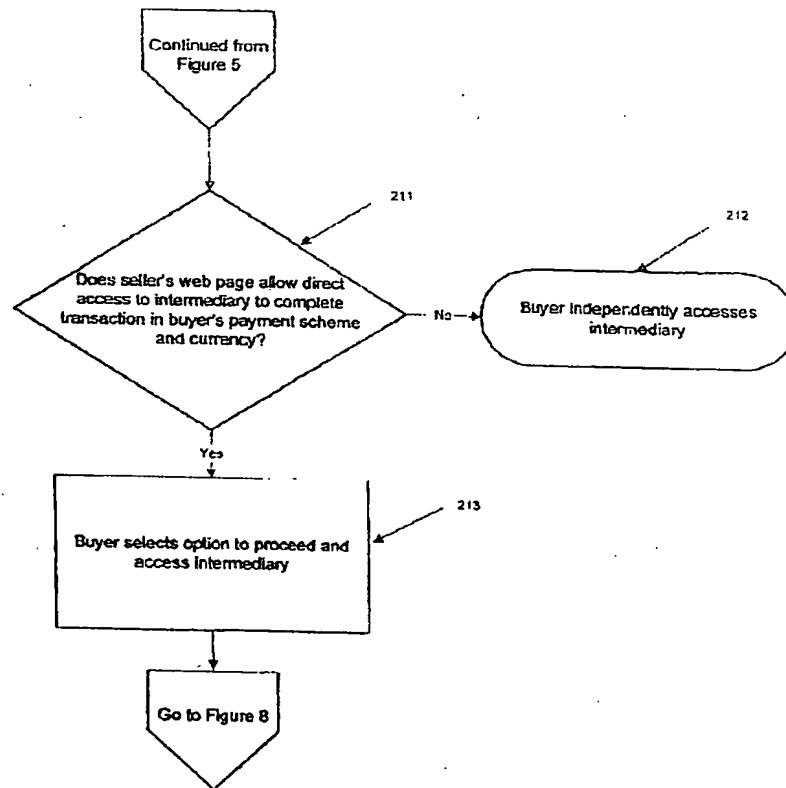 Continued from
Figure 5
211
Does seller's web page allow direct
access to intermediary to complete
transaction in buyer's payment scheme
and currency?
No
212
Buyer independently accesses
intermediary
Yes
213
Buyer selects option to proceed and
access intermediary
Go to Figure 8